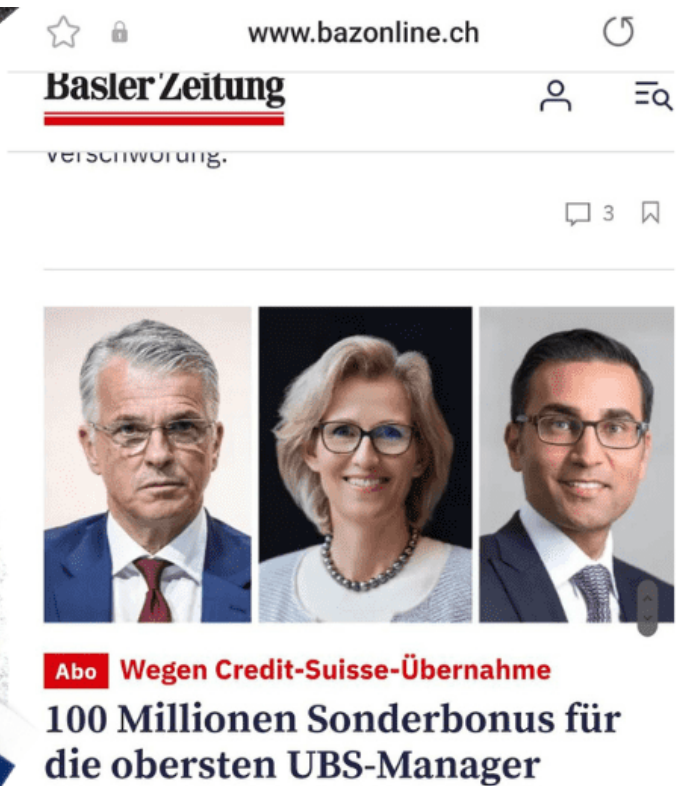 www.bazonline.ch
Basler Zeitung
Verschwörung.
3
Abo Wegen Credit-Suisse-Übernahme
100 Millionen Sonderbonus für
die obersten UBS-Manager